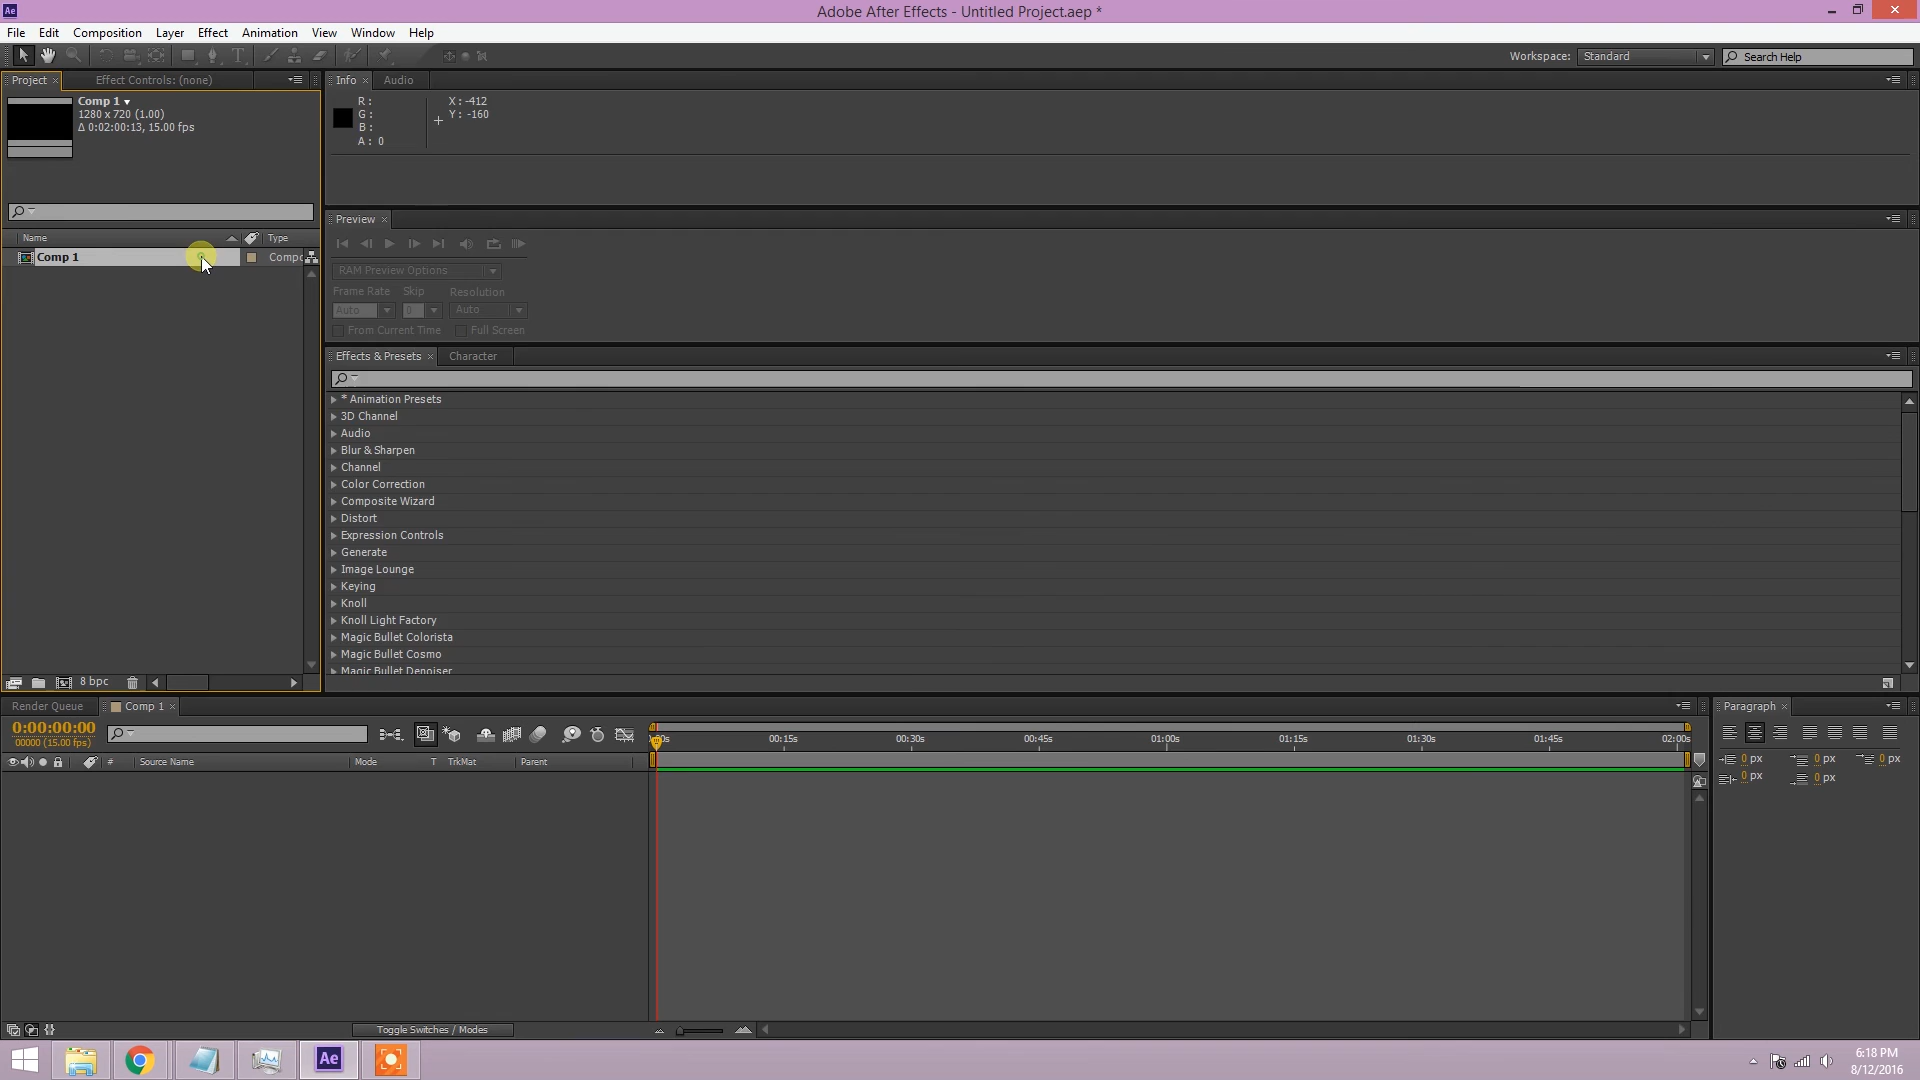 Ae
Adobe After Effects - Untitled Project.aep *
File Edit Composition Layer Effect Animation View Window Help
T
Workspace: Standard Search Help
Project × Effect Controls: (none)
Comp 1
1280 x 720 (1.00)
Δ 0:02:00:13, 15.00 fps
Name Type
Comp 1 Compo
8 bpc
Info × Audio
R :
G :
B :
A : 0
X : -412
Y : -160
Preview ×
RAM Preview Options
Frame Rate Skip Resolution
Auto 0 Auto
From Current Time Full Screen
Effects & Presets × Character
* Animation Presets
3D Channel
Audio
Blur & Sharpen
Channel
Color Correction
Composite Wizard
Distort
Expression Controls
Generate
Image Lounge
Keying
Knoll
Knoll Light Factory
Magic Bullet Colorista
Magic Bullet Cosmo
Magic Bullet Denoiser
Render Queue Comp 1 ×
0:00:00:00
00000 (15.00 fps)
# Source Name Mode T TrkMat Parent
00s 00:15s 00:30s 00:45s 01:00s 01:15s 01:30s 01:45s 02:00s
Toggle Switches / Modes
Paragraph ×
0 px 0 px 0 px
0 px 0 px
Ae
6:18 PM
8/12/2016